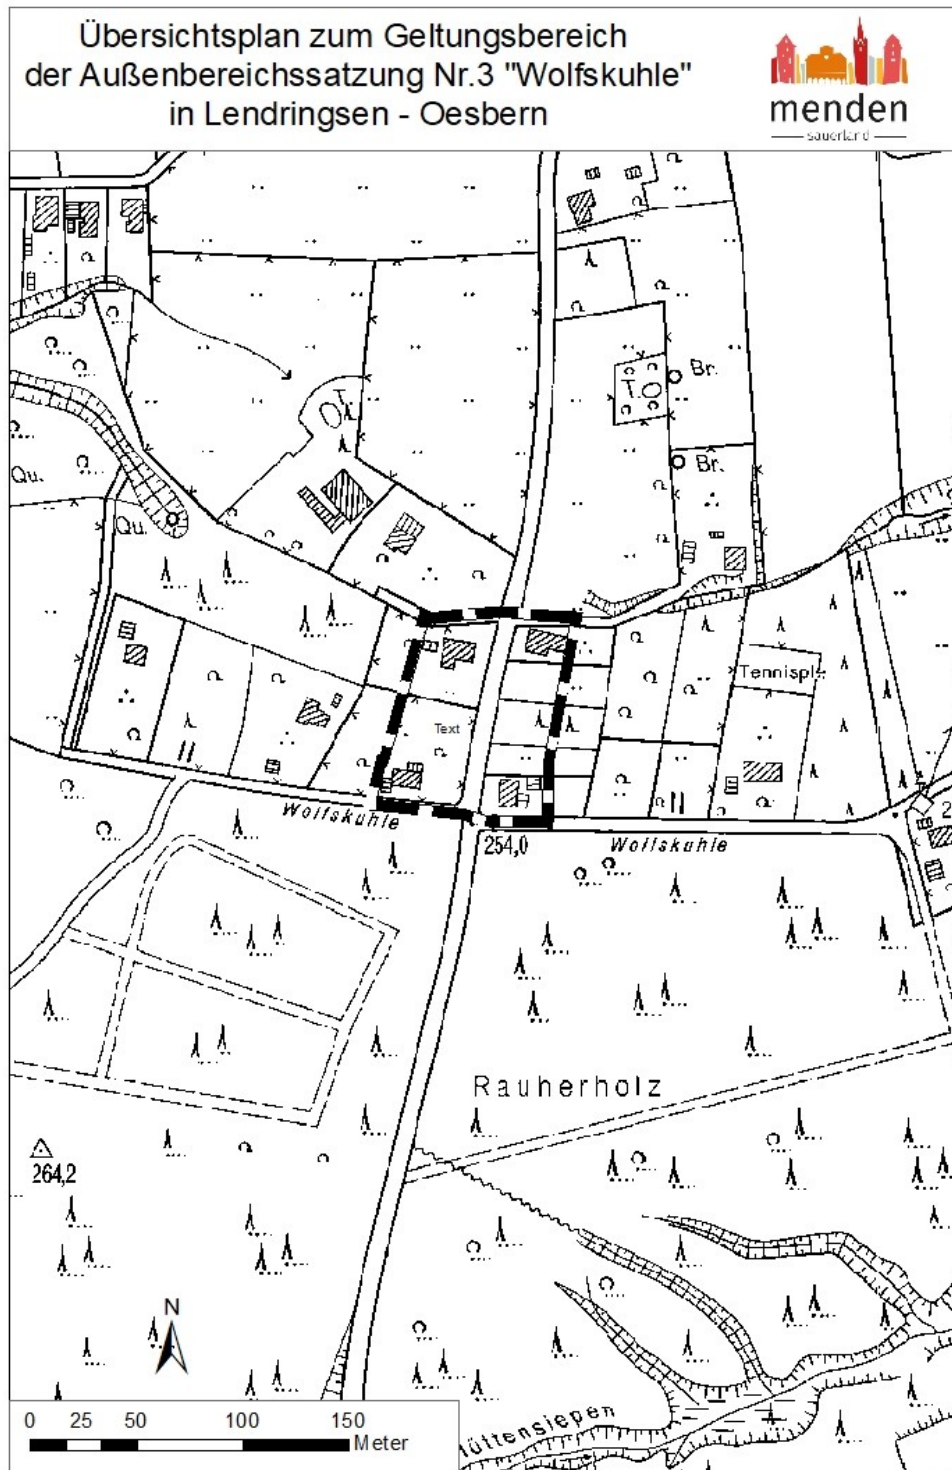 Übersichtsplan zum Geltungsbereich
der Außenbereichssatzung Nr.3 "Wolfskuhle"
in Lendringsen - Oesbern
menden
sauerland
Br.
T.
Br.
Qu.
Qu.
Tennispl.
Text
Wolfskuhle
254,0
Wolfskuhle
Rauherholz
264,2
N
0 25 50 100 150
Meter